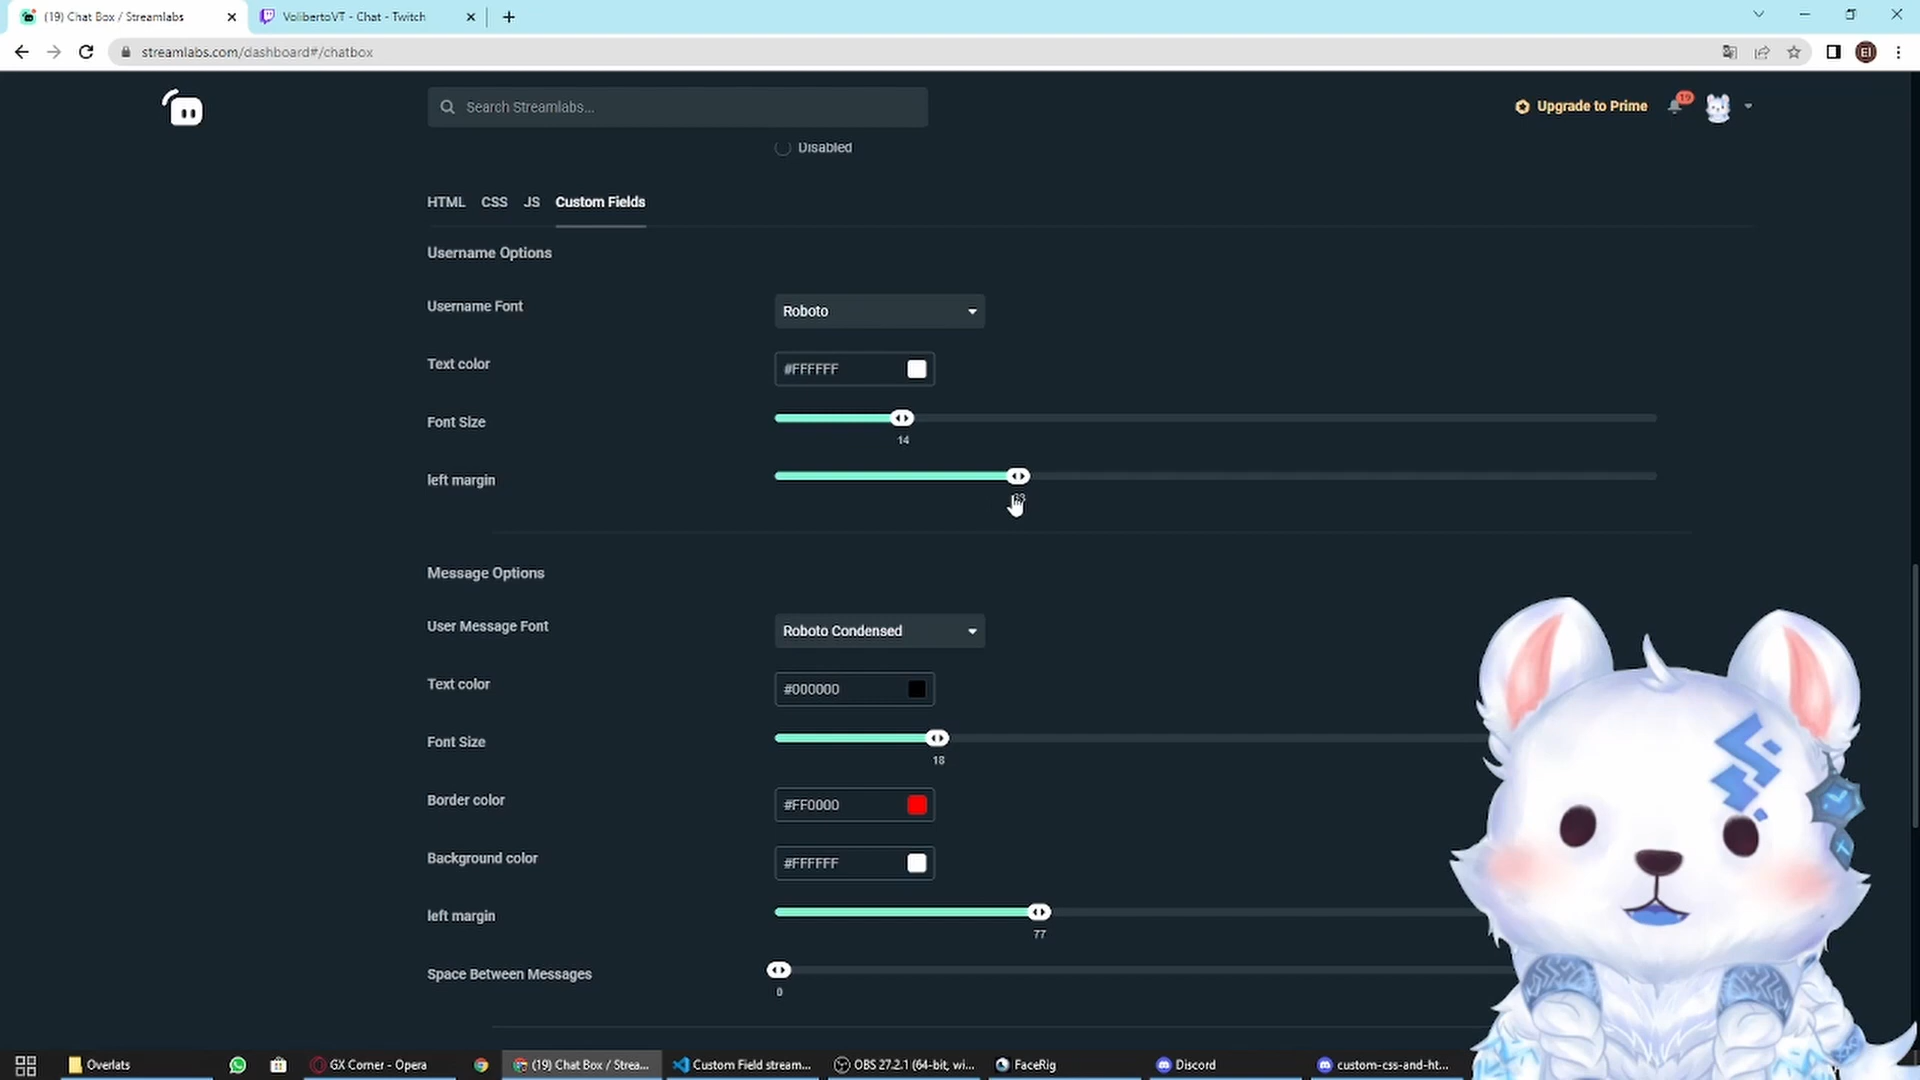 (19) Chat Box / Streamlabs
VolibertoVT - Chat - Twitch
streamlabs.com/dashboard#/chatbox
EI
Search Streamlabs...
Upgrade to Prime
19
Disabled
HTML CSS JS Custom Fields
Username Options
Username Font
Roboto
Text color
#FFFFFF
Font Size
14
left margin
Message Options
User Message Font
Roboto Condensed
Text color
#000000
Font Size
18
Border color
#FF0000
Background color
#FFFFFF
left margin
77
Space Between Messages
0
Overlats
GX Corner - Opera
(19) Chat Box / Strea...
Custom Field stream...
OBS 27.2.1 (64-bit, wi...
FaceRig
Discord
custom-css-and-ht...